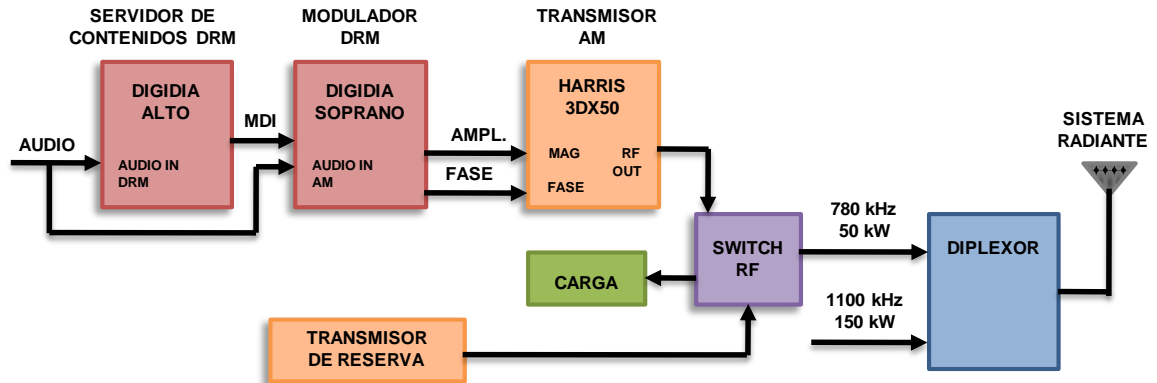 SERVIDOR DE
CONTENIDOS DRM
MODULADOR
DRM
TRANSMISOR
AM
DIGIDIA
ALTO
DIGIDIA
SOPRANO
HARRIS
3DX50
SISTEMA
RADIANTE
AUDIO
MDI
AMPL.
FASE
AUDIO IN
DRM
AUDIO IN
AM
MAG
FASE
RF
OUT
SWITCH
RF
780 kHz
50 kW
DIPLEXOR
CARGA
1100 kHz
150 kW
TRANSMISOR
DE RESERVA